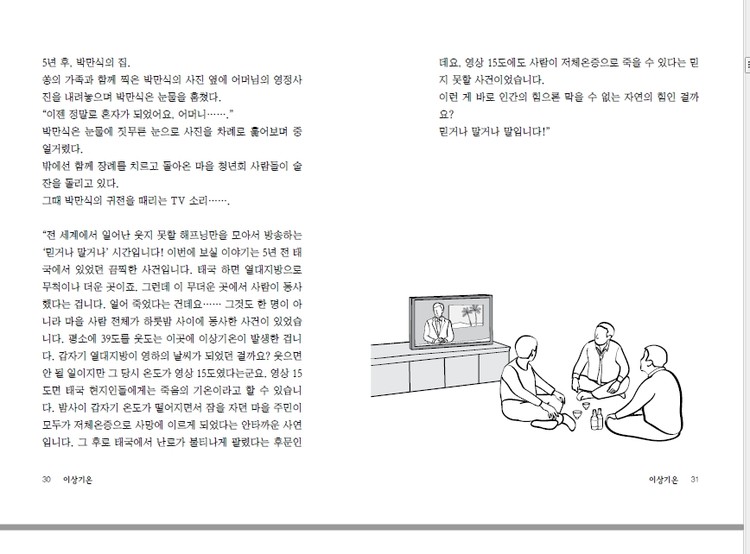 5년 후, 박만식의 집.
쏭의 가족과 함께 찍은 박만식의 사진 옆에 어머님의 영정사
진을 내려놓으며 박만식은 눈물을 훔쳤다.
“이젠 정말로 혼자가 되었어요. 어머니…….”
박만식은 눈물에 짓무른 눈으로 사진을 차례로 훑어보며 중
얼거렸다.
밖에선 함께 장례를 치르고 돌아온 마을 청년회 사람들이 술
잔을 돌리고 있다.
그때 박만식의 귀전을 때리는 TV 소리…….
“전 세계에서 일어난 웃지 못할 해프닝만을 모아서 방송하는
‘믿거나 말거나’ 시간입니다! 이번에 보실 이야기는 5년 전 태
국에서 있었던 끔찍한 사건입니다. 태국 하면 열대지방으로
무척이나 더운 곳이죠. 그런데 이 무더운 곳에서 사람이 동사
했다는 겁니다. 얼어 죽었다는 건데요…… 그것도 한 명이 아
니라 마을 사람 전체가 하룻밤 사이에 동사한 사건이 있었습
니다. 평소에 39도를 웃도는 이곳에 이상기온이 발생한 겁니
다. 갑자기 열대지방이 영하의 날씨가 되었던 걸까요? 웃으면
안 될 일이지만 그 당시 온도가 영상 15도였다는군요. 영상 15
도면 태국 현지인들에게는 죽음의 기온이라고 할 수 있습니
다. 밤사이 갑자기 온도가 떨어지면서 잠을 자던 마을 주민이
모두가 저체온증으로 사망에 이르게 되었다는 안타까운 사연
입니다. 그 후로 태국에서 난로가 불티나게 팔렸다는 후문인
30 이상기온
데요. 영상 15도에도 사람이 저체온증으로 죽을 수 있다는 믿
지 못할 사건이었습니다.
이런 게 바로 인간의 힘으론 막을 수 없는 자연의 힘인 걸까
요?
믿거나 말거나 말입니다!”
이상기온 31